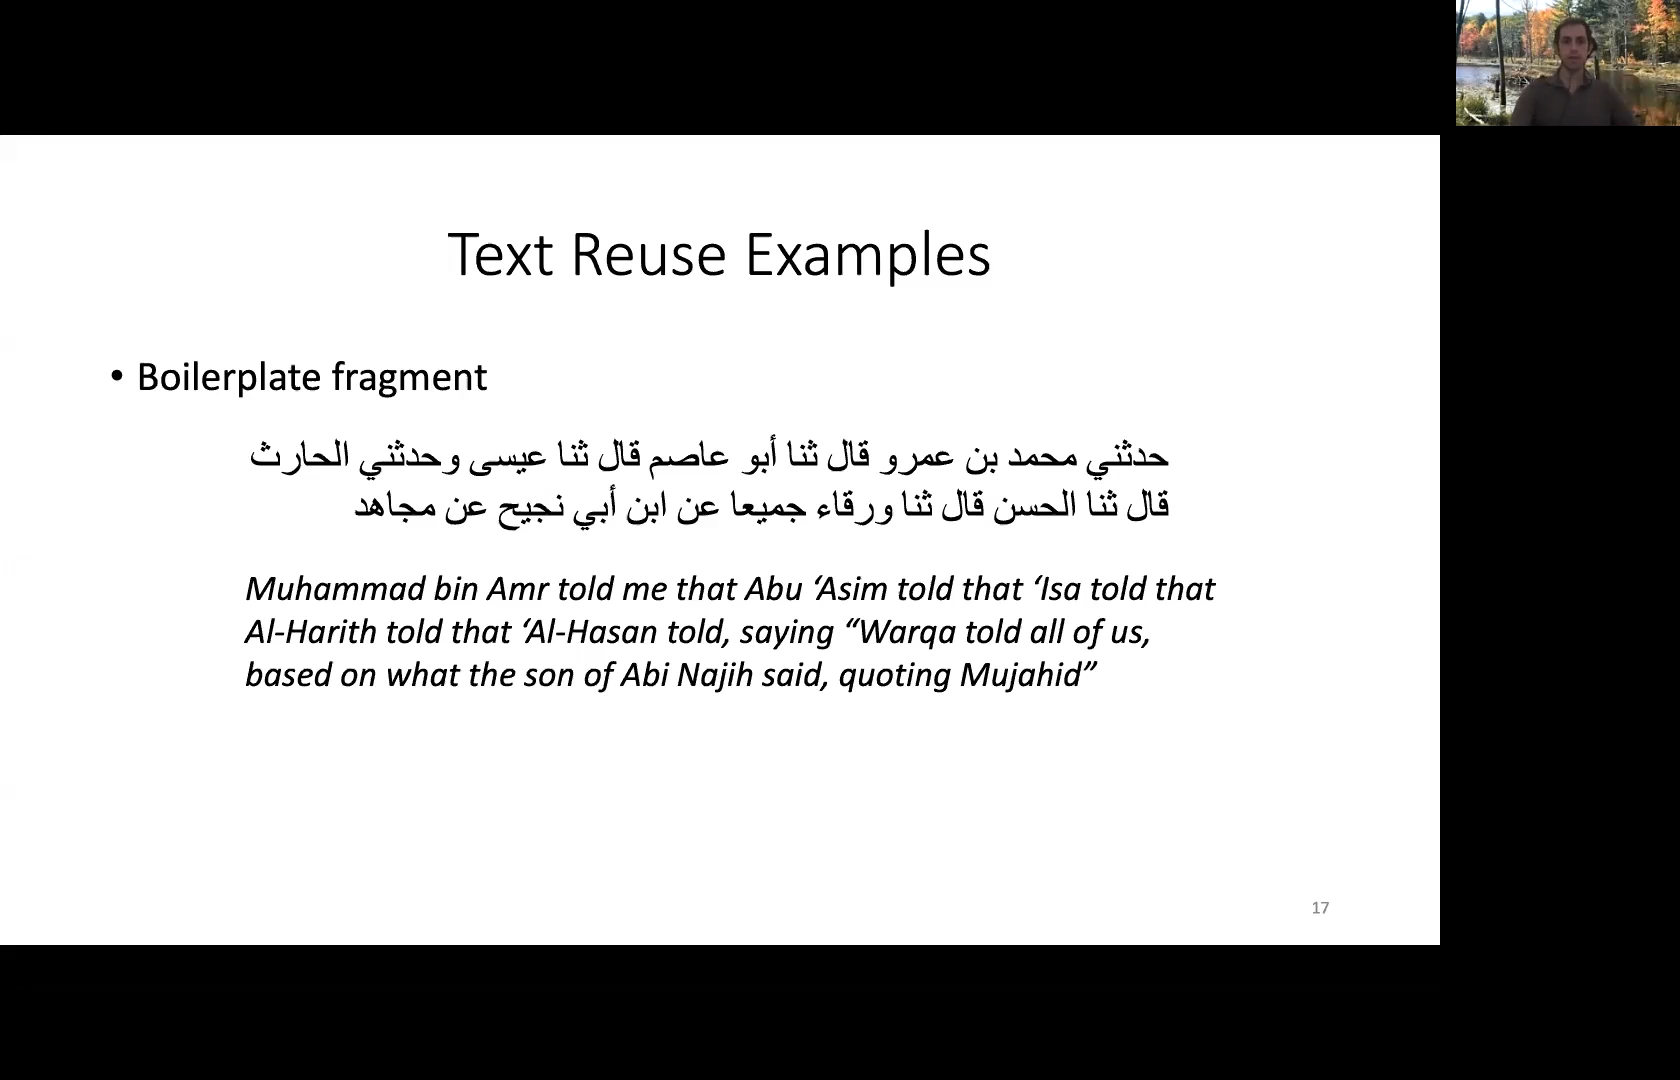 Text Reuse Examples
• Boilerplate fragment
حدثني محمد بن عمرو قال ثنا أبو عاصم قال ثنا عيسى وحدثني الحارث
قال ثنا الحسن قال ثنا ورقاء جميعا عن ابن أبي نجيح عن مجاهد
Muhammad bin Amr told me that Abu ‘Asim told that ‘Isa told that
Al-Harith told that ‘Al-Hasan told, saying “Warqa told all of us,
based on what the son of Abi Najih said, quoting Mujahid”
17